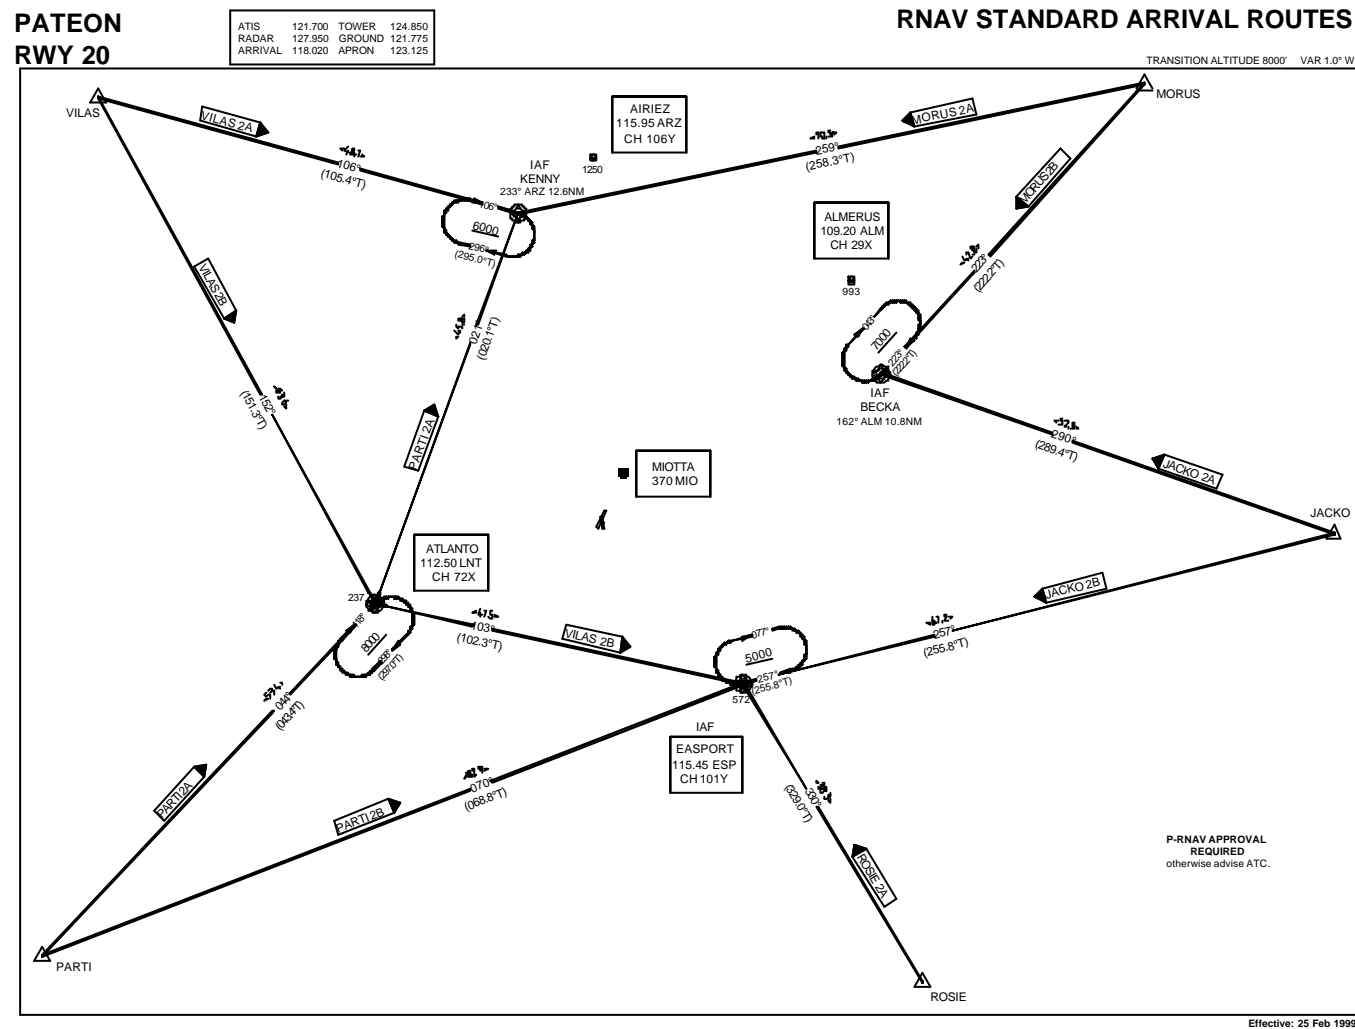 PATEON
RWY 20
ATIS 121.700 TOWER 124.850
RADAR 127.950 GROUND 121.775
ARRIVAL 118.020 APRON 123.125
RNAV STANDARD ARRIVAL ROUTES
TRANSITION ALTITUDE 8000' VAR 1.0° W
VILAS
MORUS
VILAS 2A
106°
(105.4°T)
AIRIEZ
115.95 ARZ
CH 106Y
1250
IAF
KENNY
233° ARZ 12.6NM
MORUS 2A
259°
(258.3°T)
MORUS 2B
223°
(222.2°T)
106°
6000
296°
(295.0°T)
ALMERUS
109.20 ALM
CH 29X
993
VILAS 2B
152°
(151.3°T)
021°
(020.1°T)
PARTI 2A
043°
7000
223°
(222.2°T)
IAF
BECKA
162° ALM 10.8NM
290°
(289.4°T)
JACKO 2A
JACKO
MIOTTA
370 MIO
ATLANTO
112.50 LNT
CH 72X
237
8000
298°
(297.0°T)
103°
(102.3°T)
VILAS 2B
JACKO 2B
257°
(255.8°T)
077°
5000
257°
(255.8°T)
572
IAF
EASPORT
115.45 ESP
CH 101Y
044°
(043.4°T)
PARTI 2A
070°
(068.8°T)
PARTI 2B
330°
(329.0°T)
ROSIE 2A
P-RNAV APPROVAL
REQUIRED
otherwise advise ATC.
PARTI
ROSIE
Effective: 25 Feb 1999